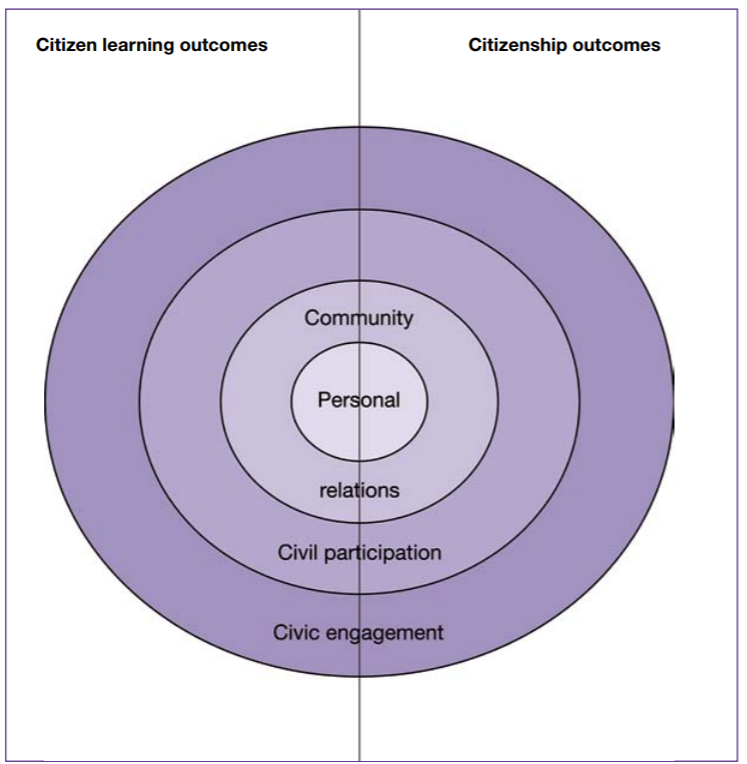 Citizen learning outcomes
Citizenship outcomes
Community
Personal
relations
Civil participation
Civic engagement